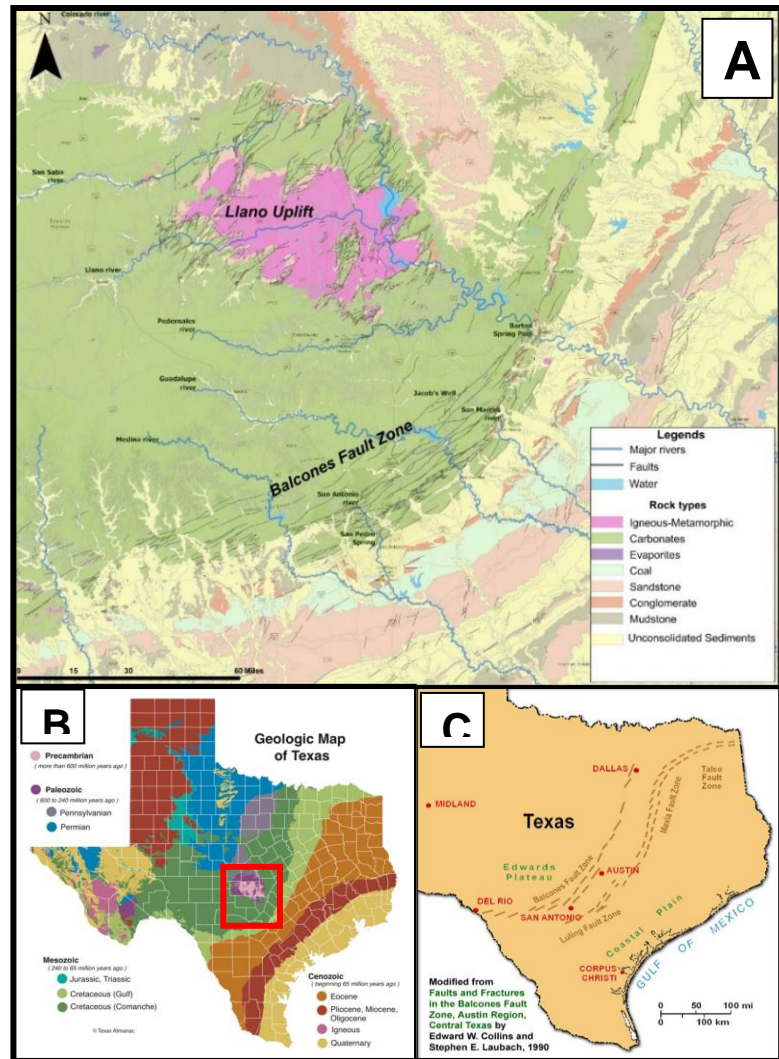 A
Colorado river
N
San Saba
river
Llano Uplift
Llano river
Pedernales
river
Barton
Spring Pool
Guadalupe
river
Jacob's Well
San Marcos
river
Medina river
Balcones Fault Zone
San Antonio
river
San Pedro
Spring
0 15 30 60 Miles
Legends
Major rivers
Faults
Water
Rock types
Igneous-Metamorphic
Carbonates
Evaporites
Coal
Sandstone
Conglomerate
Mudstone
Unconsolidated Sediments
B
Geologic Map
of Texas
Precambrian
( more than 600 million years ago )
Paleozoic
( 600 to 240 million years ago )
Pennsylvanian
Permian
Mesozoic
( 240 to 65 million years ago )
Jurassic, Triassic
Cretaceous (Gulf)
Cretaceous (Comanche)
© Texas Almanac
Cenozoic
( beginning 65 million years ago )
Eocene
Pliocene, Miocene,
Oligocene
Igneous
Quaternary
C
DALLAS
Talco
Fault
Zone
MIDLAND
Mexia Fault Zone
Texas
Edwards
Plateau
Balcones Fault Zone
AUSTIN
DEL RIO
SAN ANTONIO
Luling Fault Zone
Coastal Plain
GULF OF MEXICO
CORPUS
CHRISTI
Modified from
Faults and Fractures
in the Balcones Fault
Zone, Austin Region,
Central Texas by
Edward W. Collins and
Stephen E. Laubach, 1990
0 50 100 mi
0 100 km